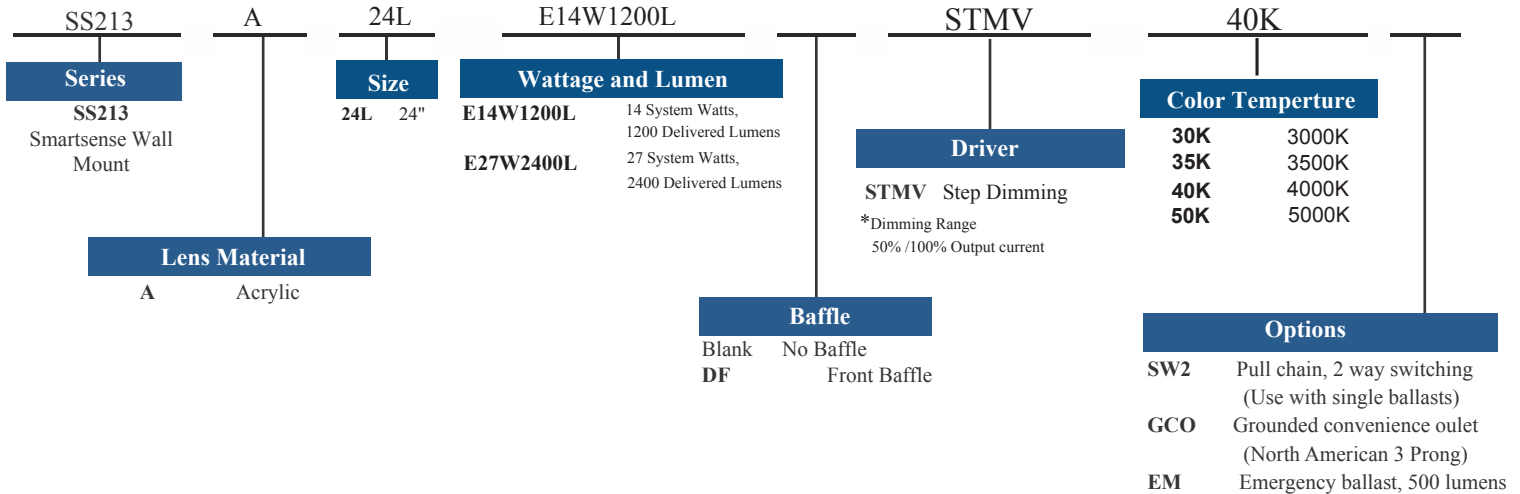 SS213 A 24L E14W1200L STMV 40K
Series
SS213
Smartsense Wall
Mount
Lens Material
A Acrylic
Size
24L 24"
Wattage and Lumen
E14W1200L 14 System Watts,
1200 Delivered Lumens
E27W2400L 27 System Watts,
2400 Delivered Lumens
Baffle
Blank No Baffle
DF Front Baffle
Driver
STMV Step Dimming
*Dimming Range
50% /100% Output current
Color Temperture
30K 3000K
35K 3500K
40K 4000K
50K 5000K
Options
SW2 Pull chain, 2 way switching
(Use with single ballasts)
GCO Grounded convenience oulet
(North American 3 Prong)
EM Emergency ballast, 500 lumens